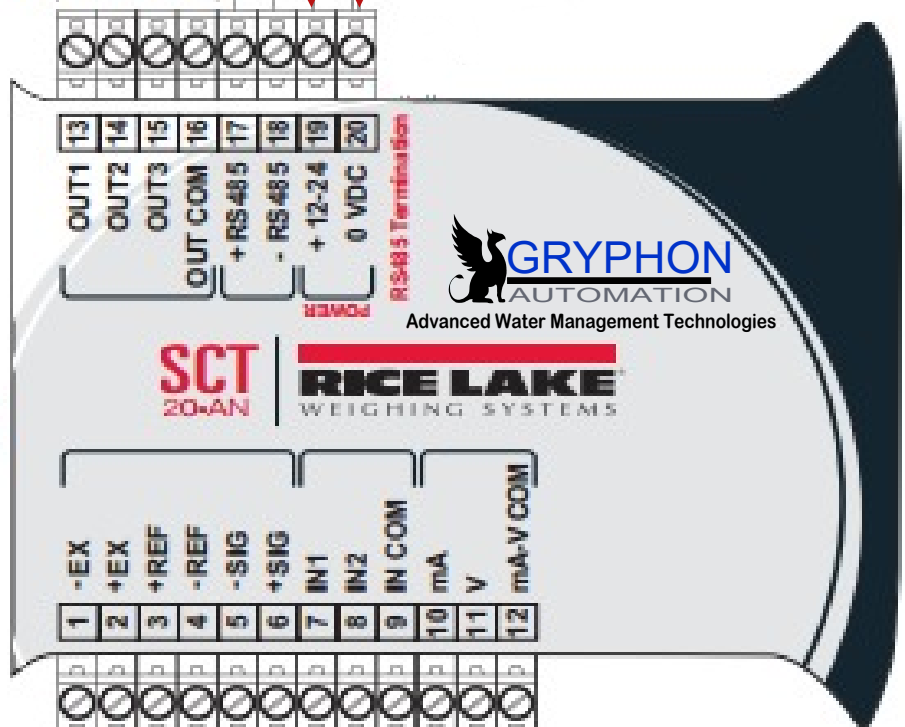 13 14 15 16 17 18 19 20
OUT1
OUT2
OUT3
OUT COM
+ RS485
- RS485
+ 12-24
0 VDC
RS485 Termination
POWER
GRYPHON
AUTOMATION
Advanced Water Management Technologies
SCT
20-AN
RICE LAKE
WEIGHING SYSTEMS
-EX
+EX
+REF
-REF
-SIG
+SIG
IN1
IN2
IN COM
mA
V
mA-V COM
1 2 3 4 5 6 7 8 9 10 11 12